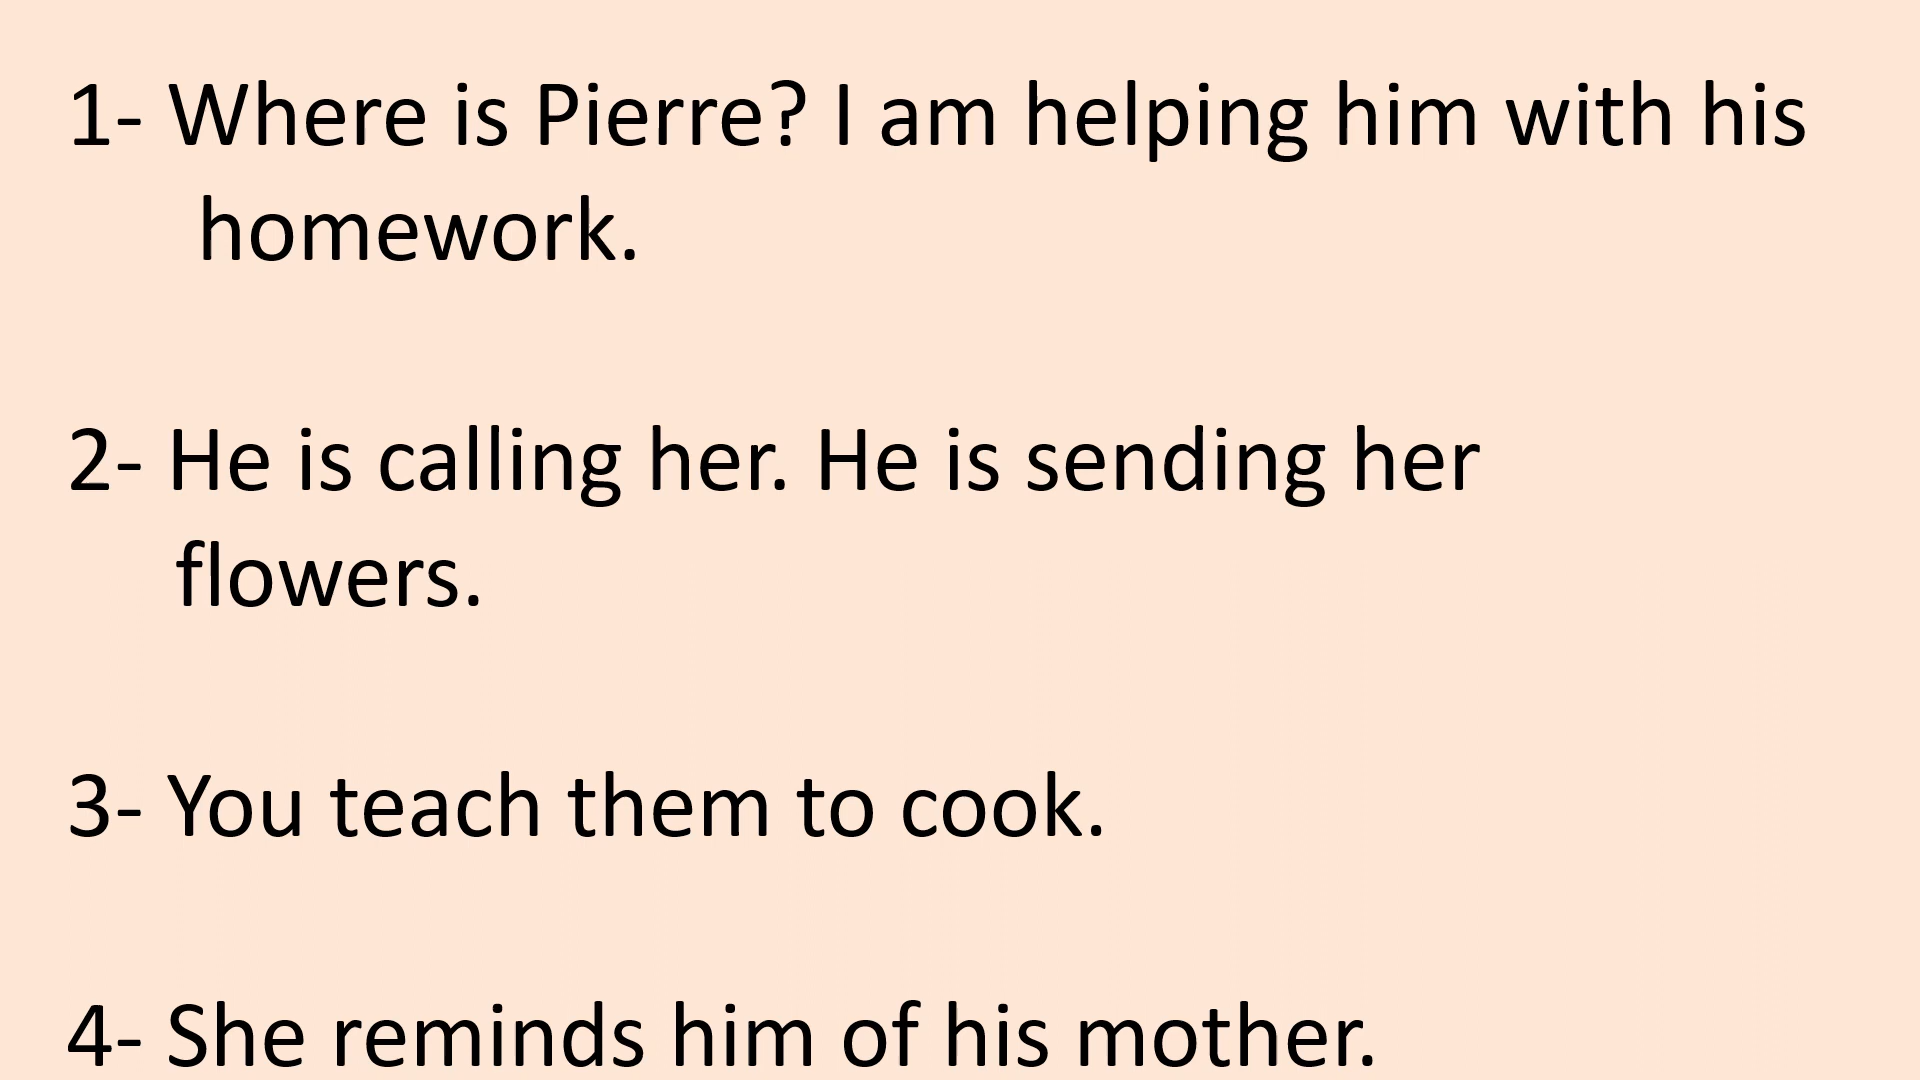 1- Where is Pierre? I am helping him with his
homework.
2- He is calling her. He is sending her
flowers.
3- You teach them to cook.
4- She reminds him of his mother.